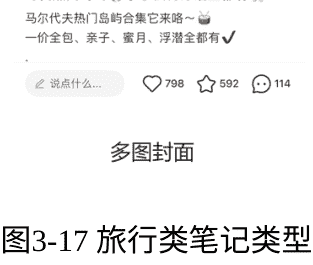 马尔代夫热门岛屿合集它来咯～🥁
一价全包、亲子、蜜月、浮潜全都有✔
.
说点什么... 798 592 114
多图封面
图3-17 旅行类笔记类型